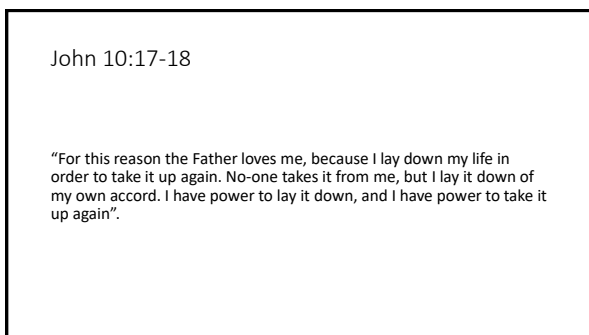 John 10:17-18
“For this reason the Father loves me, because I lay down my life in
order to take it up again. No-one takes it from me, but I lay it down of
my own accord. I have power to lay it down, and I have power to take it
up again”.